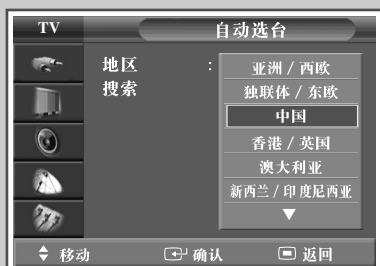 TV 自动选台
地区 : 亚洲 / 西欧
搜索 独联体 / 东欧
中国
香港 / 英国
澳大利亚
新西兰 / 印度尼西亚
▼
移动 确认 返回